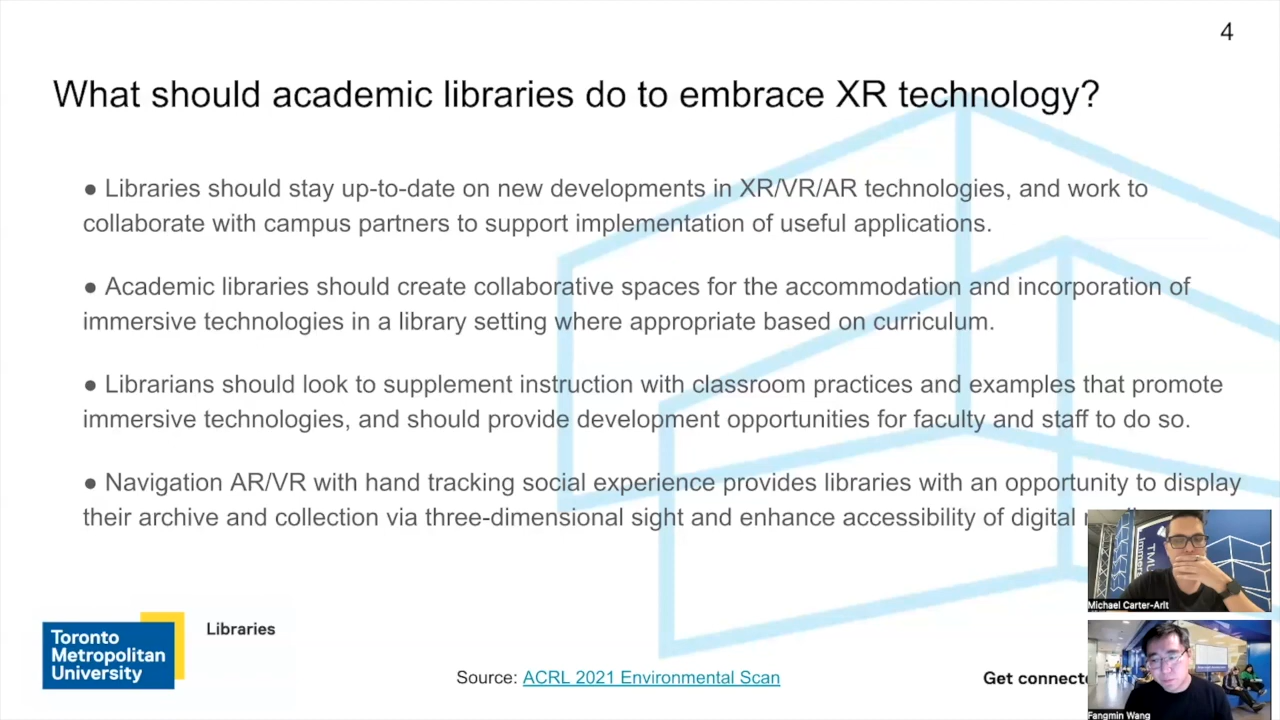 4
What should academic libraries do to embrace XR technology?
● Libraries should stay up-to-date on new developments in XR/VR/AR technologies, and work to
collaborate with campus partners to support implementation of useful applications.
● Academic libraries should create collaborative spaces for the accommodation and incorporation of
immersive technologies in a library setting where appropriate based on curriculum.
● Librarians should look to supplement instruction with classroom practices and examples that promote
immersive technologies, and should provide development opportunities for faculty and staff to do so.
● Navigation AR/VR with hand tracking social experience provides libraries with an opportunity to display
their archive and collection via three-dimensional sight and enhance accessibility of digital
TMU
Immer
Michael Carter-Arit
Toronto
Metropolitan
University
Libraries
Source: ACRL 2021 Environmental Scan
Get connecte
Fangmin Wang